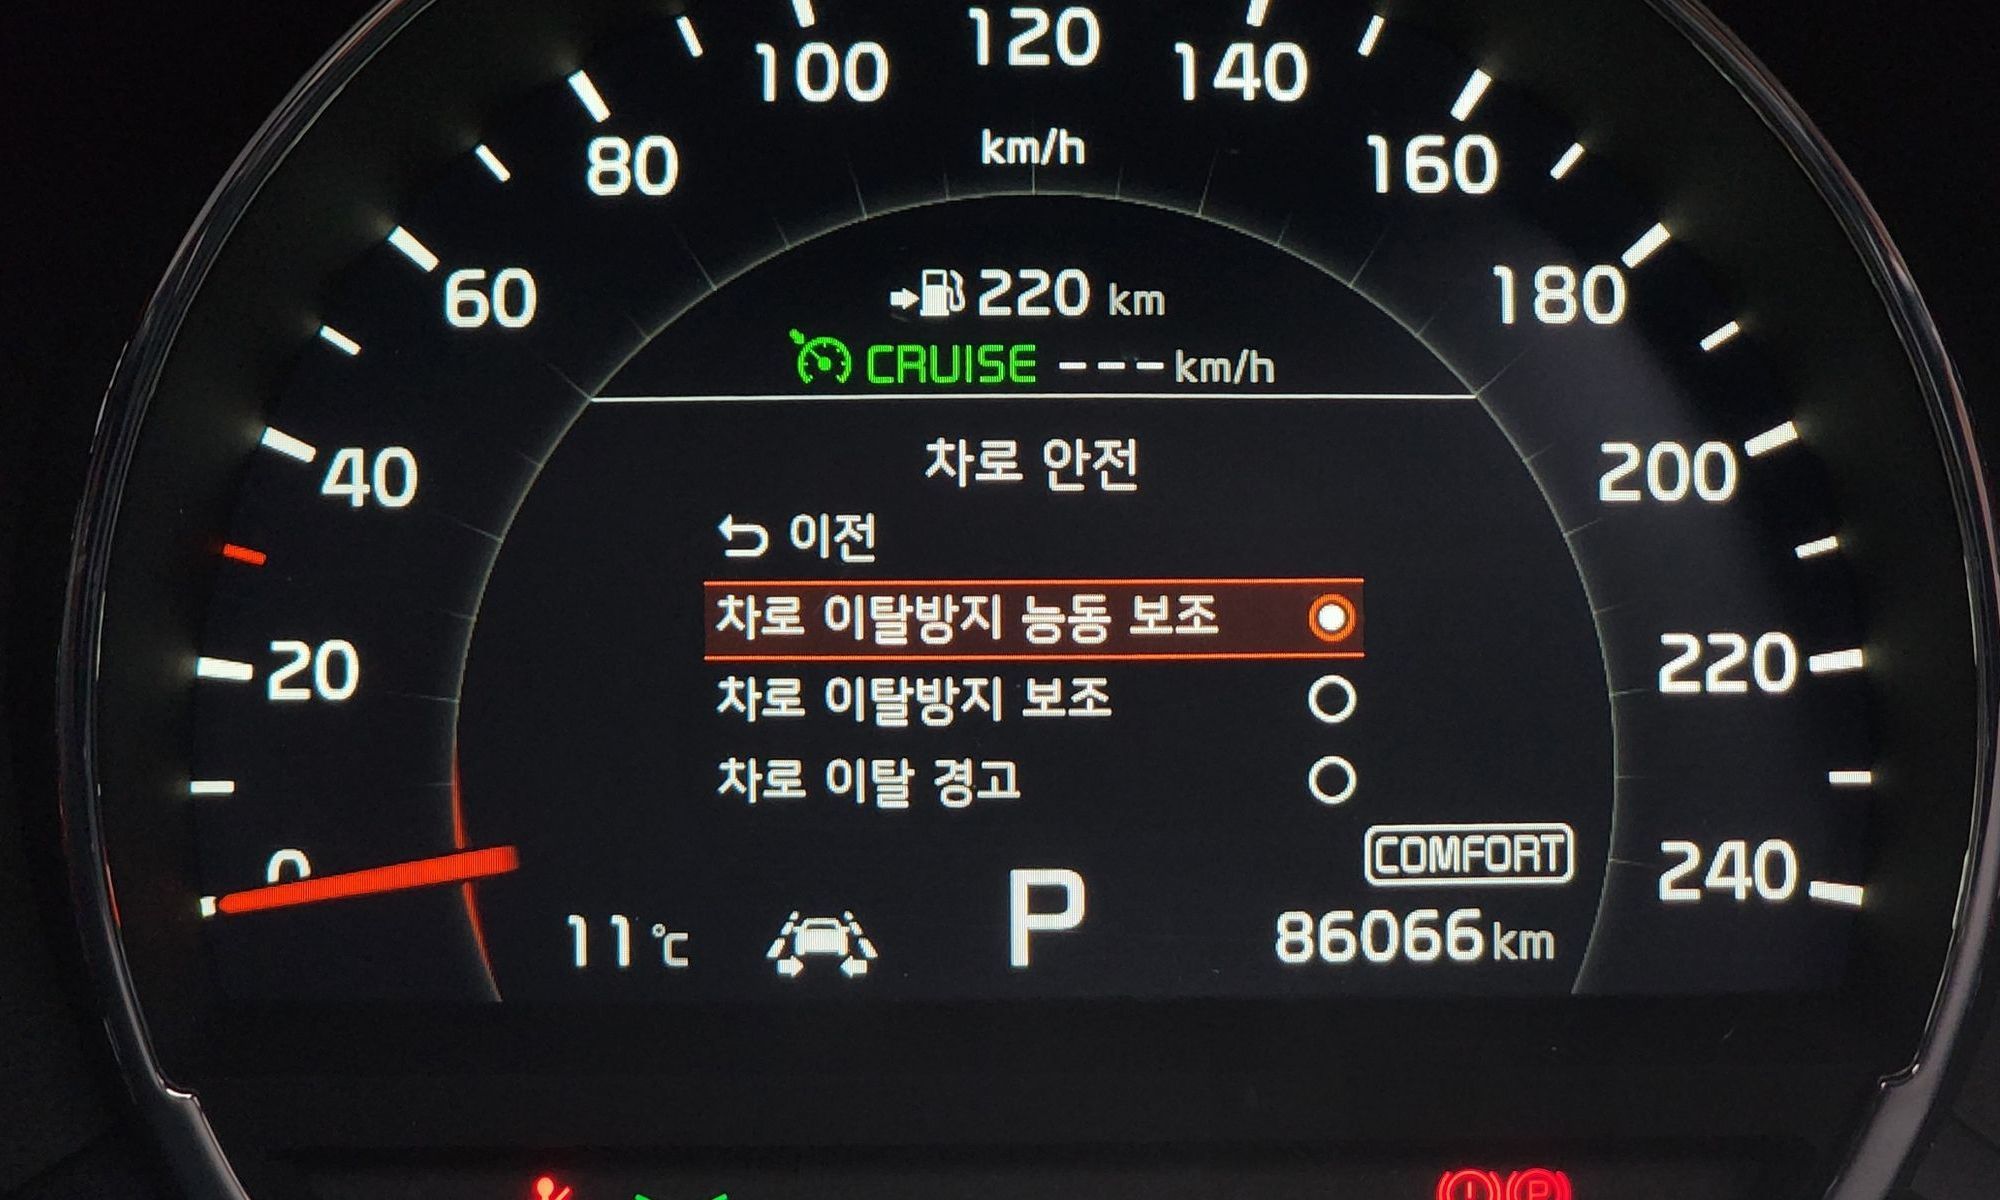 120
100 140
km/h
80 160
220 km
60 180
CRUISE ---km/h
차로 안전
40 200
이전
차로 이탈방지 능동 보조
20 220
차로 이탈방지 보조
차로 이탈 경고
COMFORT
0 240
11℃ P 86066km
P